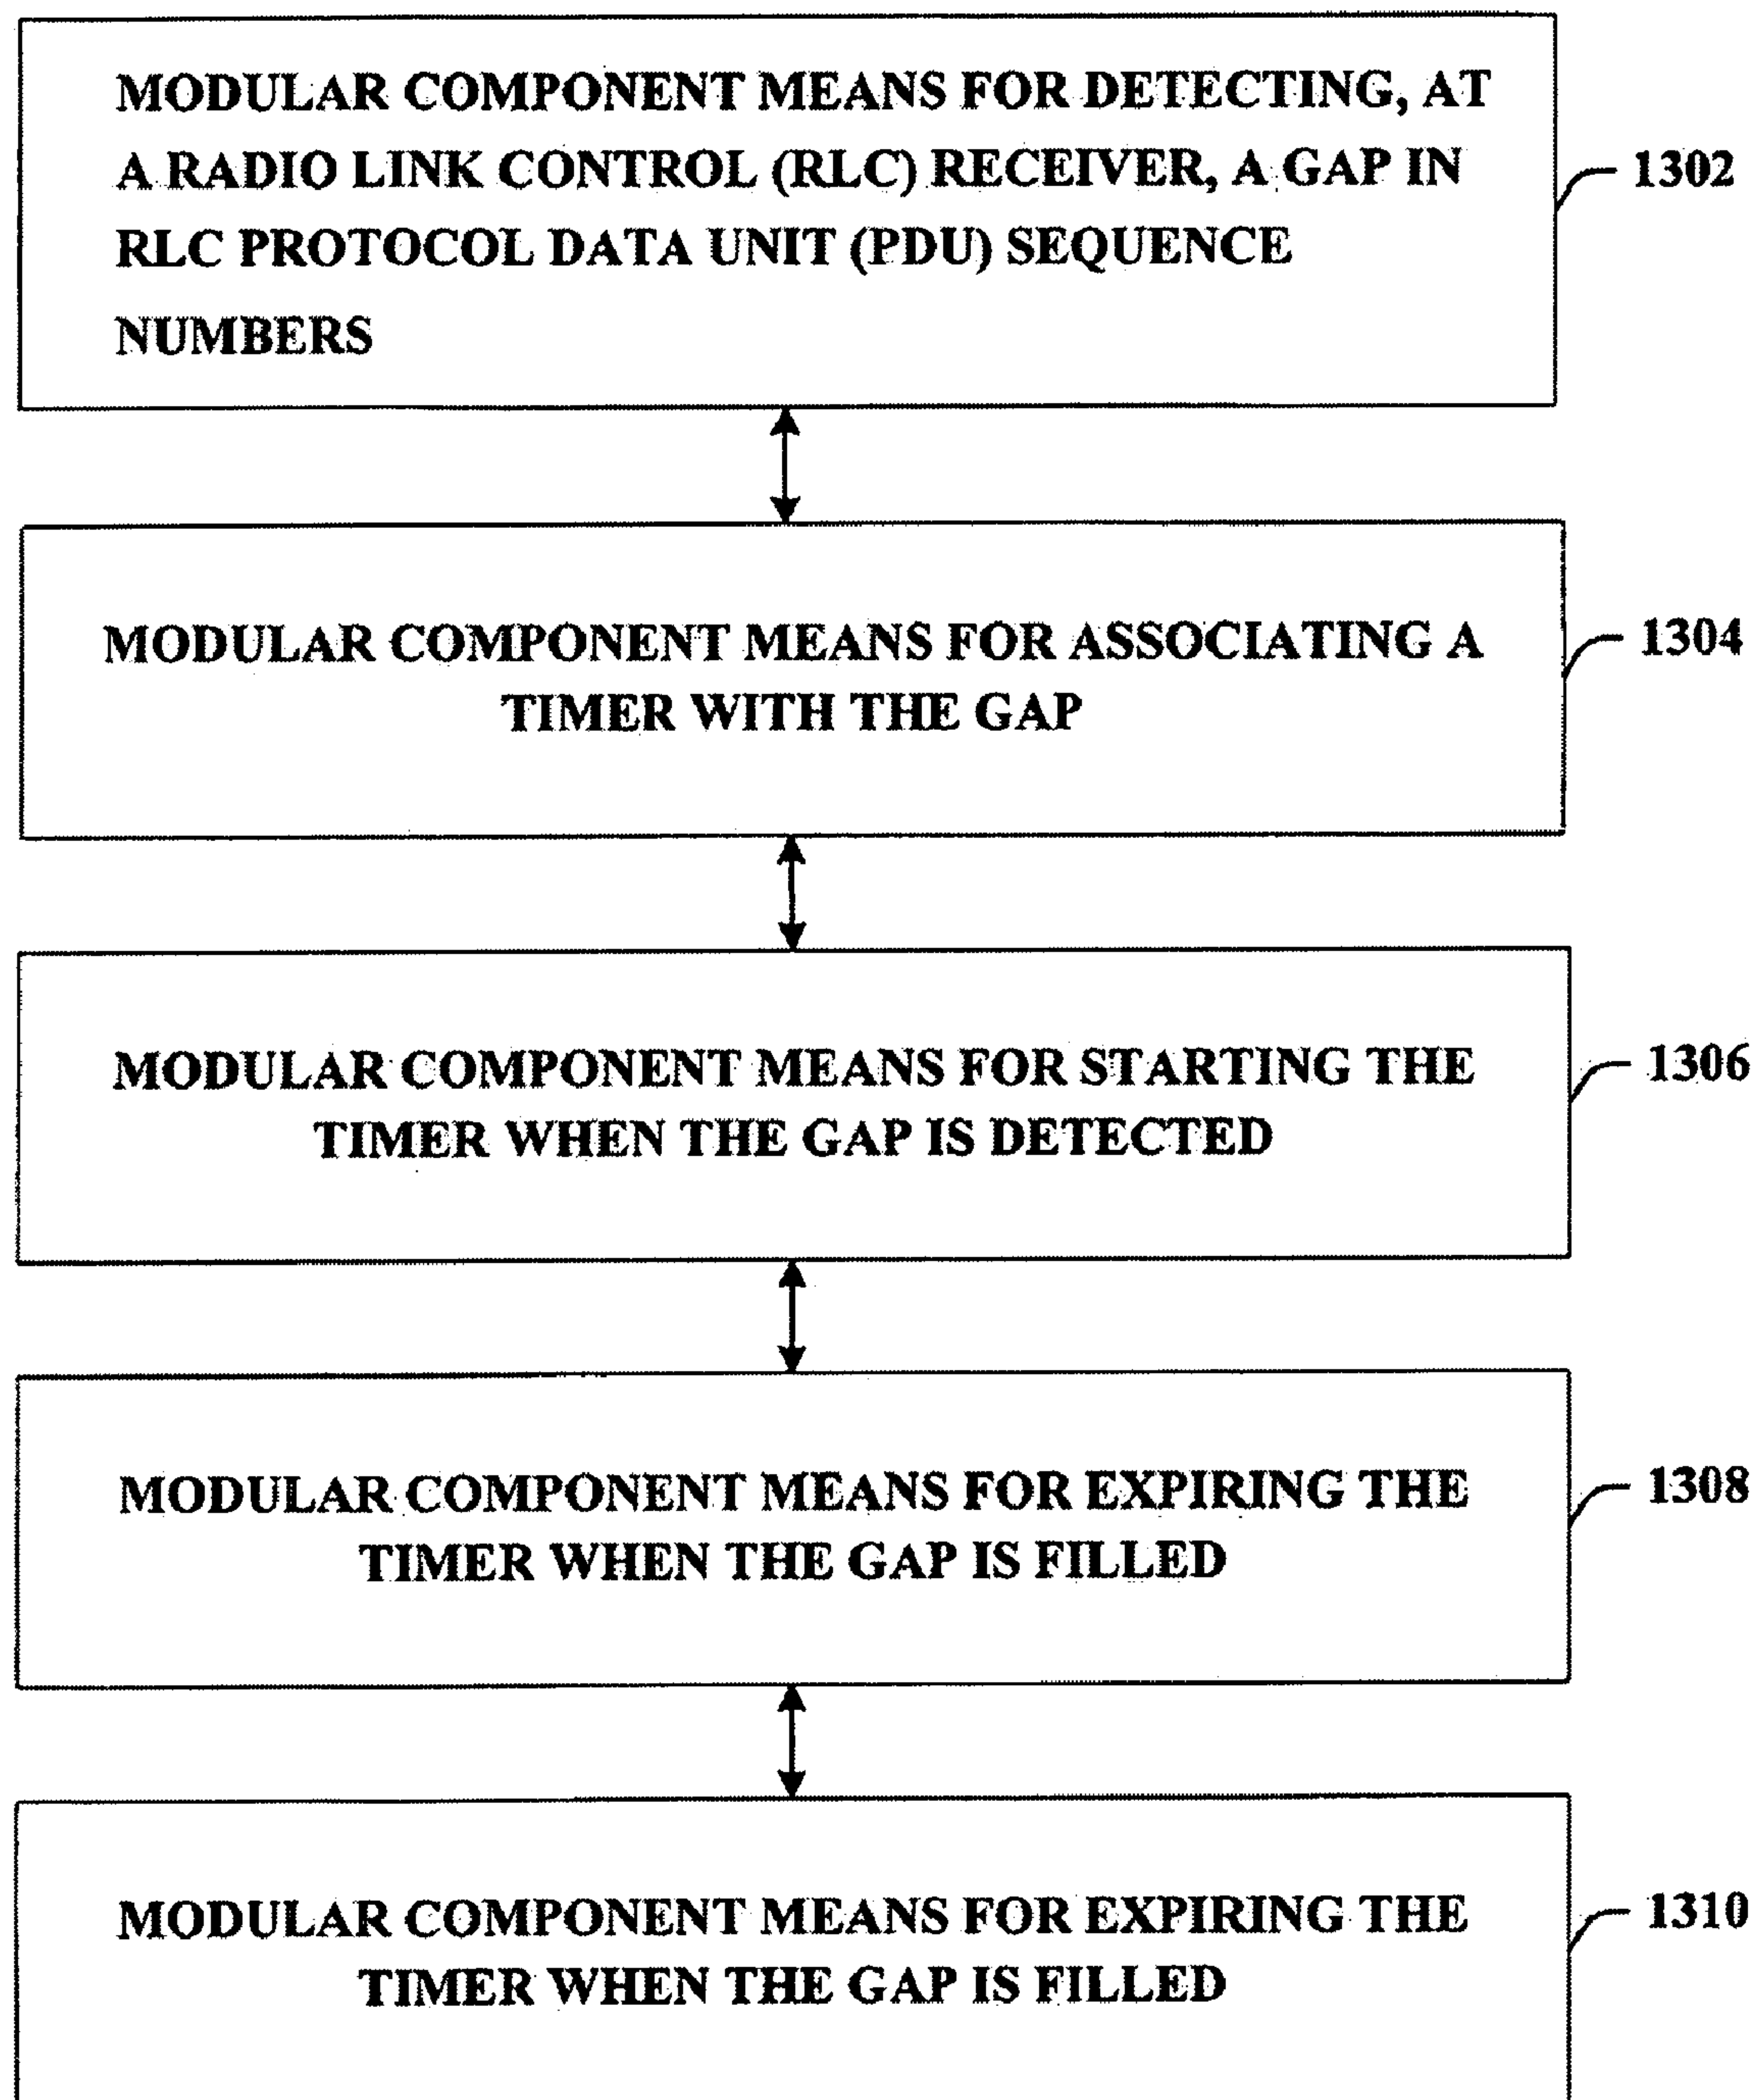 MODULAR COMPONENT MEANS FOR DETECTING, AT
A RADIO LINK CONTROL (RLC) RECEIVER, A GAP IN
RLC PROTOCOL DATA UNIT (PDU) SEQUENCE
NUMBERS
1302
MODULAR COMPONENT MEANS FOR ASSOCIATING A
TIMER WITH THE GAP
1304
MODULAR COMPONENT MEANS FOR STARTING THE
TIMER WHEN THE GAP IS DETECTED
1306
MODULAR COMPONENT MEANS FOR EXPIRING THE
TIMER WHEN THE GAP IS FILLED
1308
MODULAR COMPONENT MEANS FOR EXPIRING THE
TIMER WHEN THE GAP IS FILLED
1310